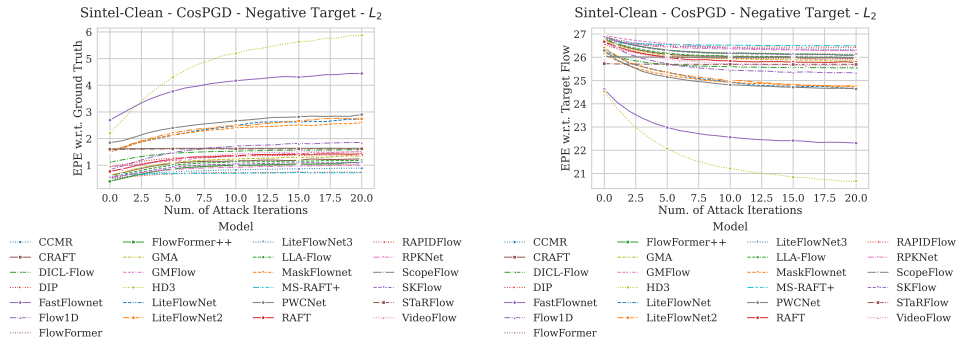 Sintel-Clean - CosPGD - Negative Target - L2
EPE w.r.t. Ground Truth
6
5
4
3
2
1
0.0 2.5 5.0 7.5 10.0 12.5 15.0 17.5 20.0
Num. of Attack Iterations
Model
CCMR FlowFormer++ LiteFlowNet3 RAPIDFlow
CRAFT GMA LLA-Flow RPKNet
DICL-Flow GMFlow MaskFlownet ScopeFlow
DIP HD3 MS-RAFT+ SKFlow
FastFlownet LiteFlowNet PWCNet STaRFlow
Flow1D LiteFlowNet2 RAFT VideoFlow
FlowFormer
Sintel-Clean - CosPGD - Negative Target - L2
EPE w.r.t. Target Flow
27
26
25
24
23
22
21
0.0 2.5 5.0 7.5 10.0 12.5 15.0 17.5 20.0
Num. of Attack Iterations
Model
CCMR FlowFormer++ LiteFlowNet3 RAPIDFlow
CRAFT GMA LLA-Flow RPKNet
DICL-Flow GMFlow MaskFlownet ScopeFlow
DIP HD3 MS-RAFT+ SKFlow
FastFlownet LiteFlowNet PWCNet STaRFlow
Flow1D LiteFlowNet2 RAFT VideoFlow
FlowFormer